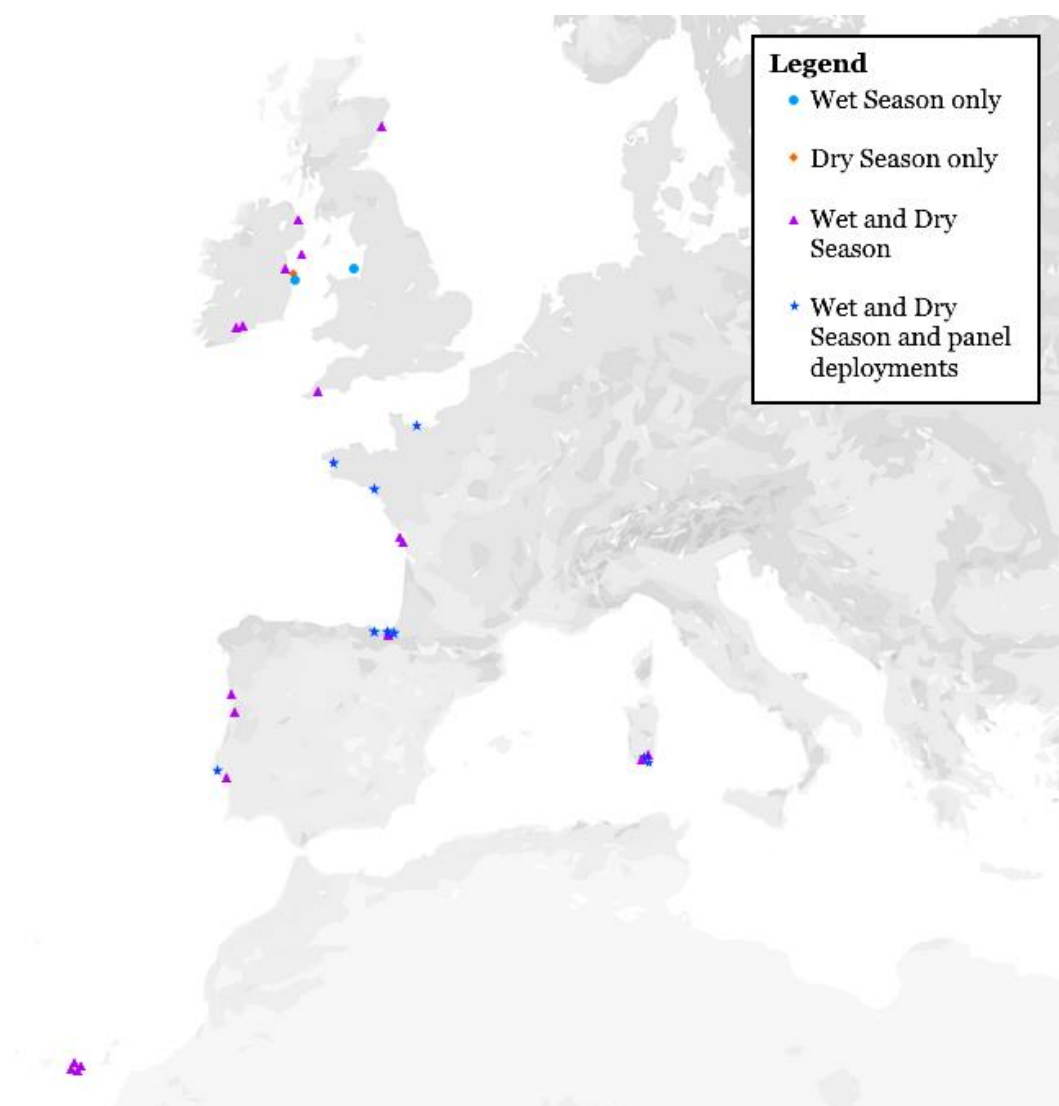 Legend
Wet Season only
Dry Season only
Wet and Dry
Season
Wet and Dry
Season and panel
deployments